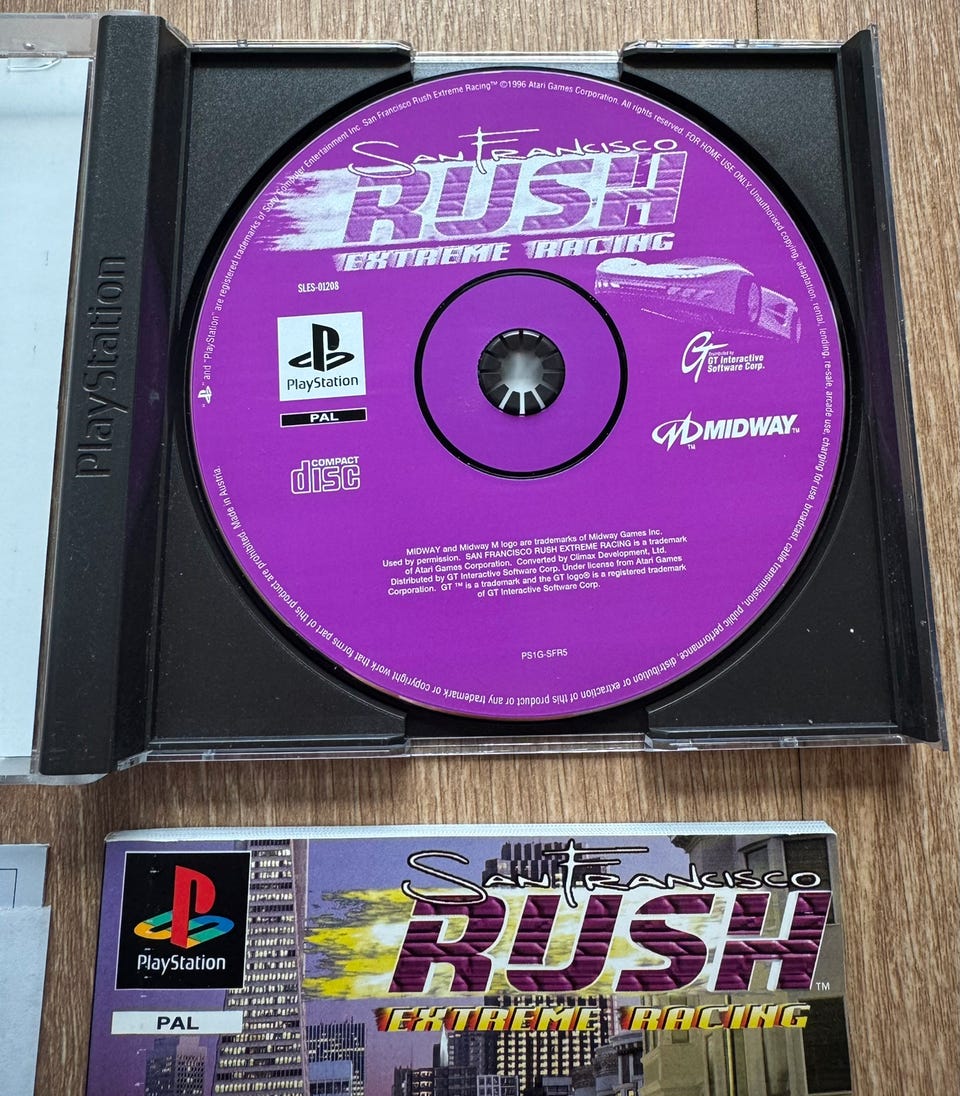 PlayStation
♦ and "PlayStation" are registered trademarks of Sony Computer Entertainment Inc. San Francisco Rush Extreme Racing™ ©1996 Atari Games Corporation. All rights reserved. FOR HOME USE ONLY. Unauthorised copying, adaptation, rental, lending, re-sale, arcade use, charging for use, broadcast, cable transmission, public performance, distribution or extraction of this product or any trademark or copyright work that forms part of this product are prohibited. Made in Austria.
SAN FRANCISCO
RUSH
EXTREME RACING
SLES-01208
PlayStation
PAL
COMPACT
disc
GT
Distributed by
GT Interactive
Software Corp.
MIDWAY™
TM
MIDWAY and Midway M logo are trademarks of Midway Games Inc.
Used by permission. SAN FRANCISCO RUSH EXTREME RACING is a trademark
of Atari Games Corporation. Converted by Climax Development, Ltd.
Distributed by GT Interactive Software Corp. Under license from Atari Games
Corporation. GT ™ is a trademark and the GT logo® is a registered trademark
of GT Interactive Software Corp.
PS1G-SFR5
PlayStation
PAL
SAN FRANCISCO
RUSH™
EXTREME RACING